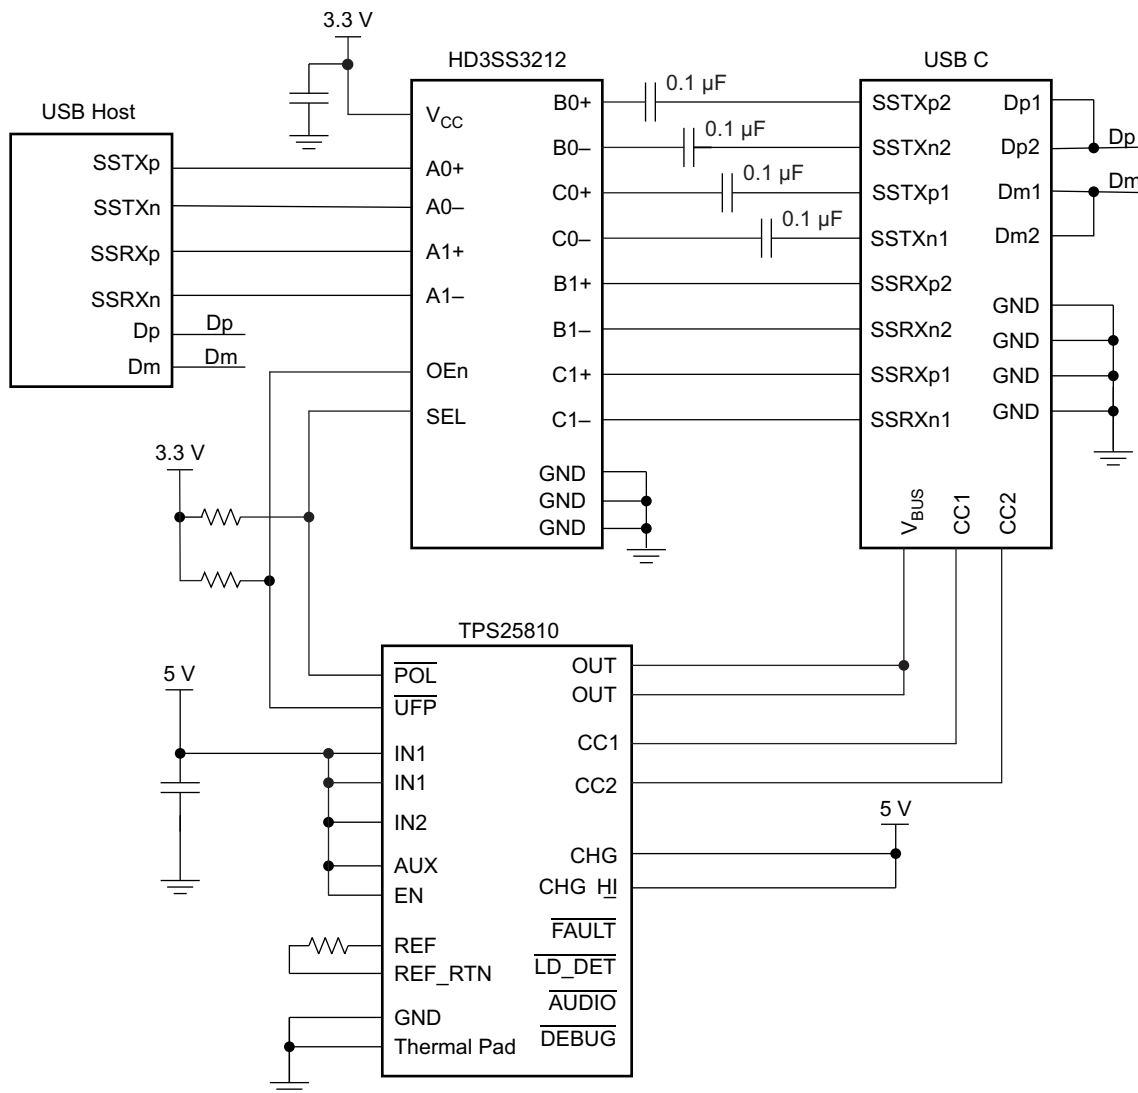 3.3 V
HD3SS3212
USB C
USB Host
VCC
A0+
A0–
A1+
A1–
OEn
SEL
B0+
B0–
C0+
C0–
B1+
B1–
C1+
C1–
GND
GND
GND
0.1 µF
0.1 µF
0.1 µF
0.1 µF
SSTXp2
SSTXn2
SSTXp1
SSTXn1
SSRXp2
SSRXn2
SSRXp1
SSRXn1
Dp1
Dp2
Dm1
Dm2
GND
GND
GND
GND
VBUS
CC1
CC2
Dp
Dm
SSTXp
SSTXn
SSRXp
SSRXn
Dp
Dm
Dp
Dm
3.3 V
TPS25810
5 V
POL
UFP
IN1
IN1
IN2
AUX
EN
REF
REF_RTN
GND
Thermal Pad
OUT
OUT
CC1
CC2
CHG
CHG_HI
FAULT
LD_DET
AUDIO
DEBUG
5 V